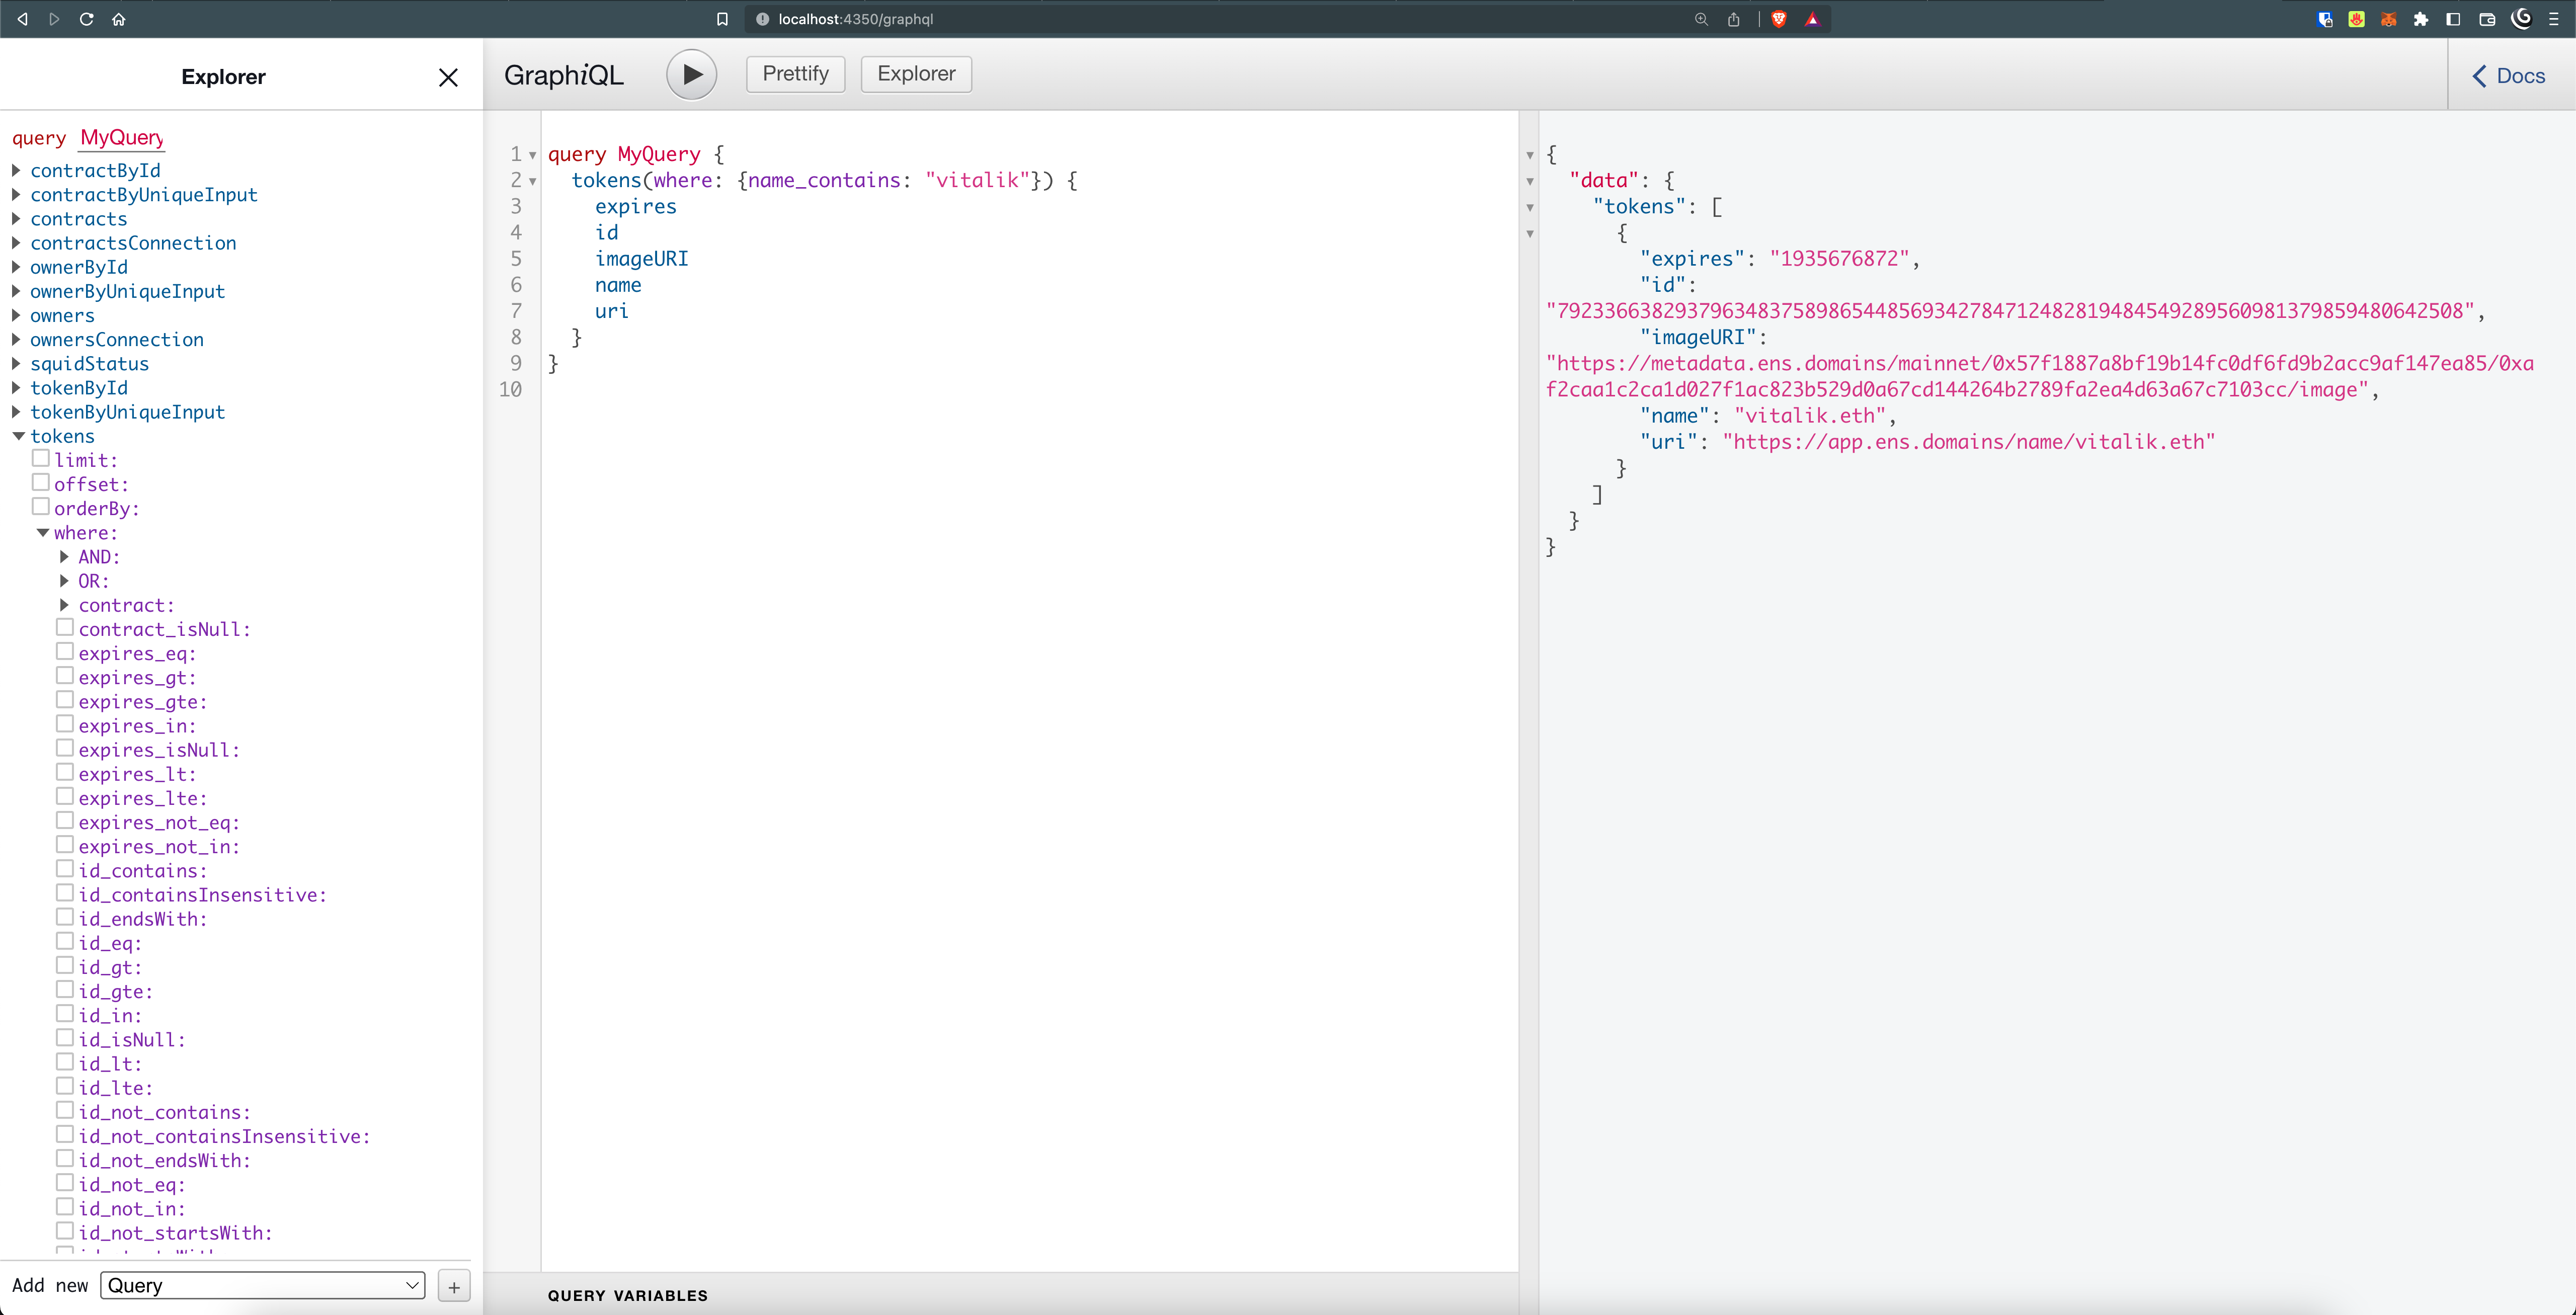 localhost:4350/graphql
Explorer
GraphiQL
Prettify
Explorer
Docs
query MyQuery
contractById
contractByUniqueInput
contracts
contractsConnection
ownerById
ownerByUniqueInput
owners
ownersConnection
squidStatus
tokenById
tokenByUniqueInput
tokens
limit:
offset:
orderBy:
where:
AND:
OR:
contract:
contract_isNull:
expires_eq:
expires_gt:
expires_gte:
expires_in:
expires_isNull:
expires_lt:
expires_lte:
expires_not_eq:
expires_not_in:
id_contains:
id_containsInsensitive:
id_endsWith:
id_eq:
id_gt:
id_gte:
id_in:
id_isNull:
id_lt:
id_lte:
id_not_contains:
id_not_containsInsensitive:
id_not_endsWith:
id_not_eq:
id_not_in:
id_not_startsWith:
Add new Query +
1 query MyQuery {
2 tokens(where: {name_contains: "vitalik"}) {
3 expires
4 id
5 imageURI
6 name
7 uri
8 }
9 }
10
QUERY VARIABLES
{
"data": {
"tokens": [
{
"expires": "1935676872",
"id":
"79233663829379634837589865448569342784712482819484549289560981379859480642508",
"imageURI":
"https://metadata.ens.domains/mainnet/0x57f1887a8bf19b14fc0df6fd9b2acc9af147ea85/0xa
f2caa1c2ca1d027f1ac823b529d0a67cd144264b2789fa2ea4d63a67c7103cc/image",
"name": "vitalik.eth",
"uri": "https://app.ens.domains/name/vitalik.eth"
}
]
}
}